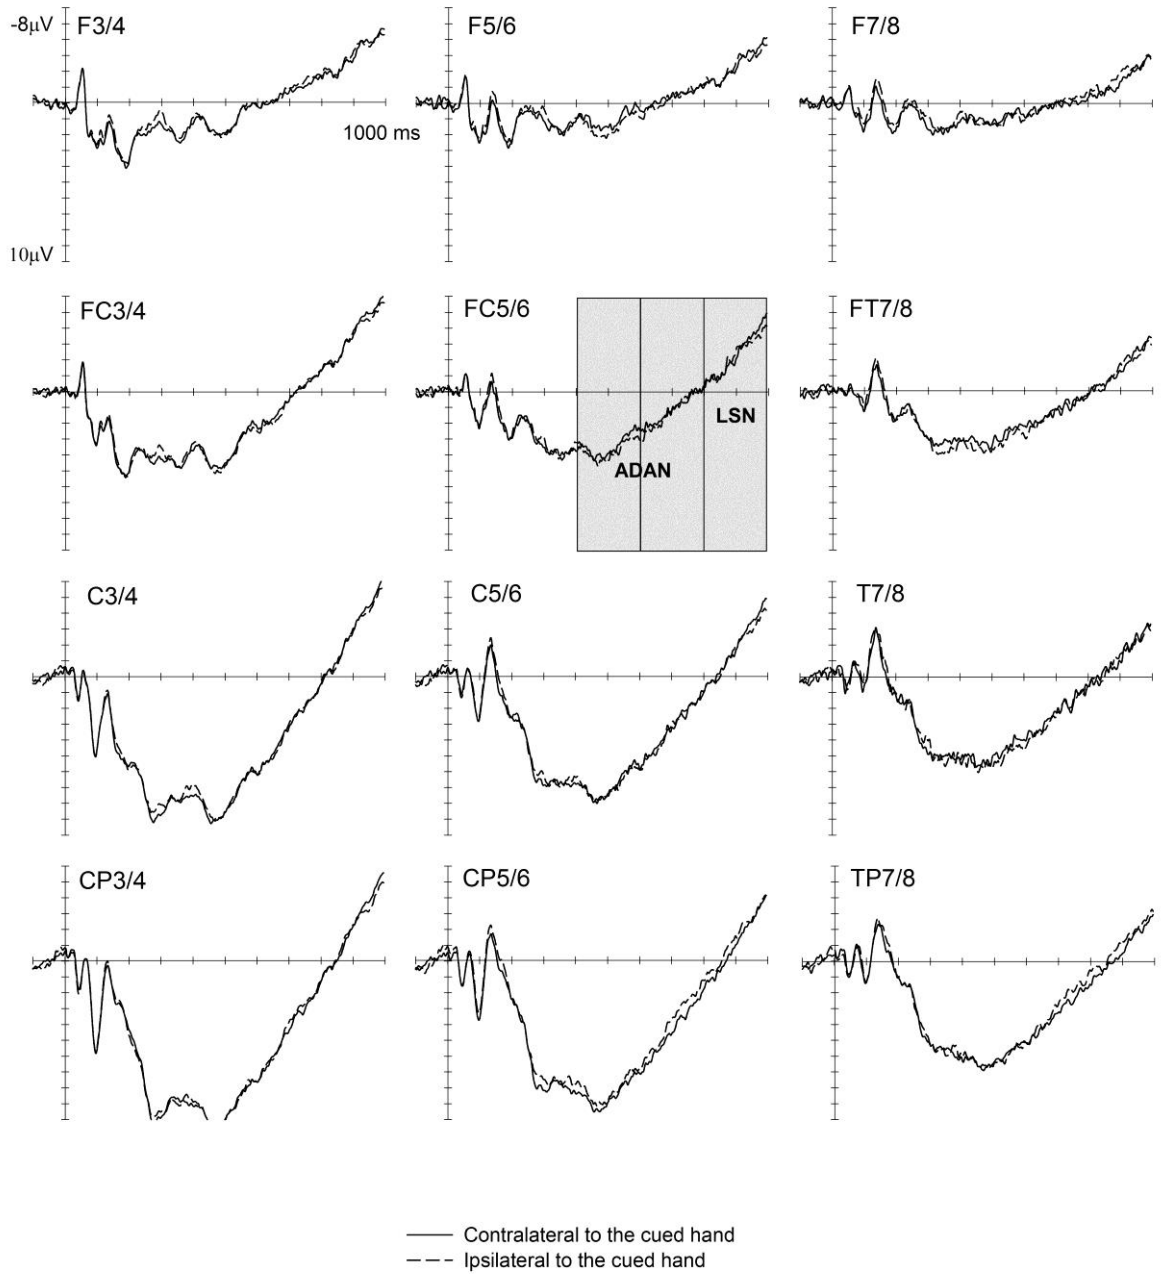 -8μV
F3/4
F5/6
F7/8
1000 ms
10μV
FC3/4
FC5/6
FT7/8
LSN
ADAN
C3/4
C5/6
T7/8
CP3/4
CP5/6
TP7/8
Contralateral to the cued hand
Ipsilateral to the cued hand